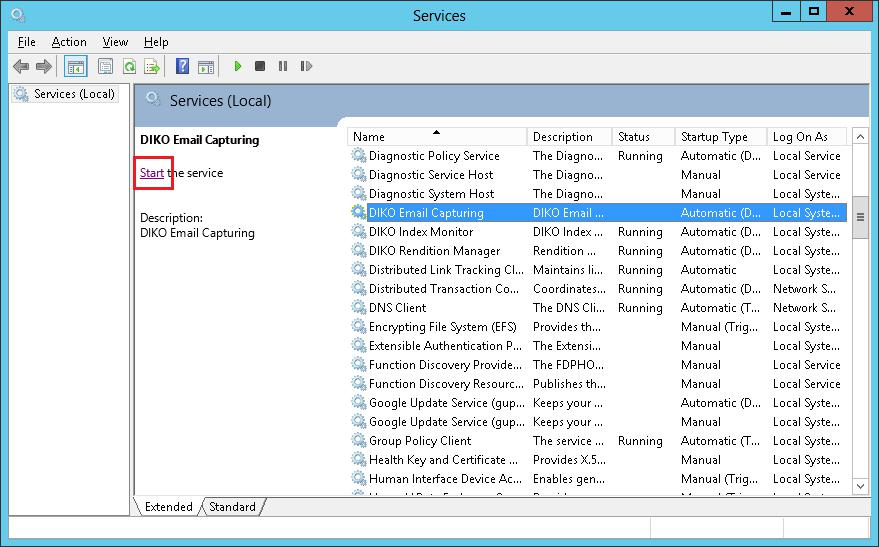 Services
File Action View Help
Services (Local)
Services (Local)
DIKO Email Capturing
Start the service
Description:
DIKO Email Capturing
Name Description Status Startup Type Log On As
Diagnostic Policy Service The Diagno... Running Automatic (D... Local Service
Diagnostic Service Host The Diagno... Manual Local Service
Diagnostic System Host The Diagno... Manual Local Syste...
DIKO Email Capturing DIKO Email ... Automatic (D... Local Syste...
DIKO Index Monitor DIKO Index ... Running Automatic (D... Local Syste...
DIKO Rendition Manager Rendition ... Running Automatic (D... Local Syste...
Distributed Link Tracking Cl... Maintains li... Running Automatic Local Syste...
Distributed Transaction Co... Coordinates... Running Automatic (D... Network S...
DNS Client The DNS Cli... Running Automatic (T... Network S...
Encrypting File System (EFS) Provides th... Manual (Trig... Local Syste...
Extensible Authentication P... The Extensi... Manual Local Syste...
Function Discovery Provide... The FDPHO... Manual Local Service
Function Discovery Resourc... Publishes th... Manual Local Service
Google Update Service (gup... Keeps your ... Automatic (D... Local Syste...
Google Update Service (gup... Keeps your ... Manual Local Syste...
Group Policy Client The service ... Running Automatic (T... Local Syste...
Health Key and Certificate ... Provides X.5... Manual Local Syste...
Human Interface Device Ac... Enables gen... Manual (Trig... Local Syste...
Extended Standard